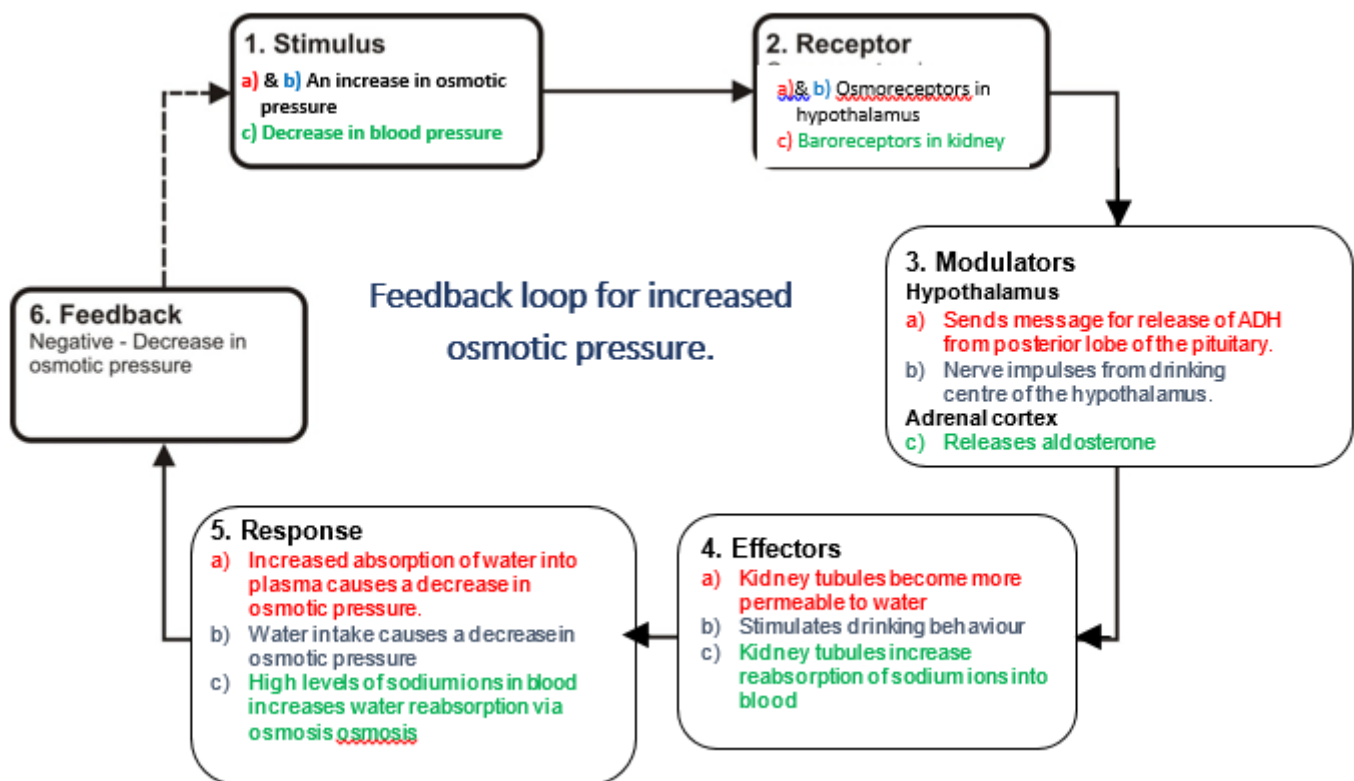 1. Stimulus
a) & b) An increase in osmotic
pressure
c) Decrease in blood pressure
2. Receptor
a)& b) Osmoreceptors in
hypothalamus
c) Baroreceptors in kidney
3. Modulators
Hypothalamus
a) Sends message for release of ADH
from posterior lobe of the pituitary.
b) Nerve impulses from drinking
centre of the hypothalamus.
Adrenal cortex
c) Releases aldosterone
Feedback loop for increased
osmotic pressure.
6. Feedback
Negative - Decrease in
osmotic pressure
5. Response
a) Increased absorption of water into
plasma causes a decrease in
osmotic pressure.
b) Water intake causes a decrease in
osmotic pressure
c) High levels of sodium ions in blood
increases water reabsorption via
osmosis osmosis
4. Effectors
a) Kidney tubules become more
permeable to water
b) Stimulates drinking behaviour
c) Kidney tubules increase
reabsorption of sodium ions into
blood